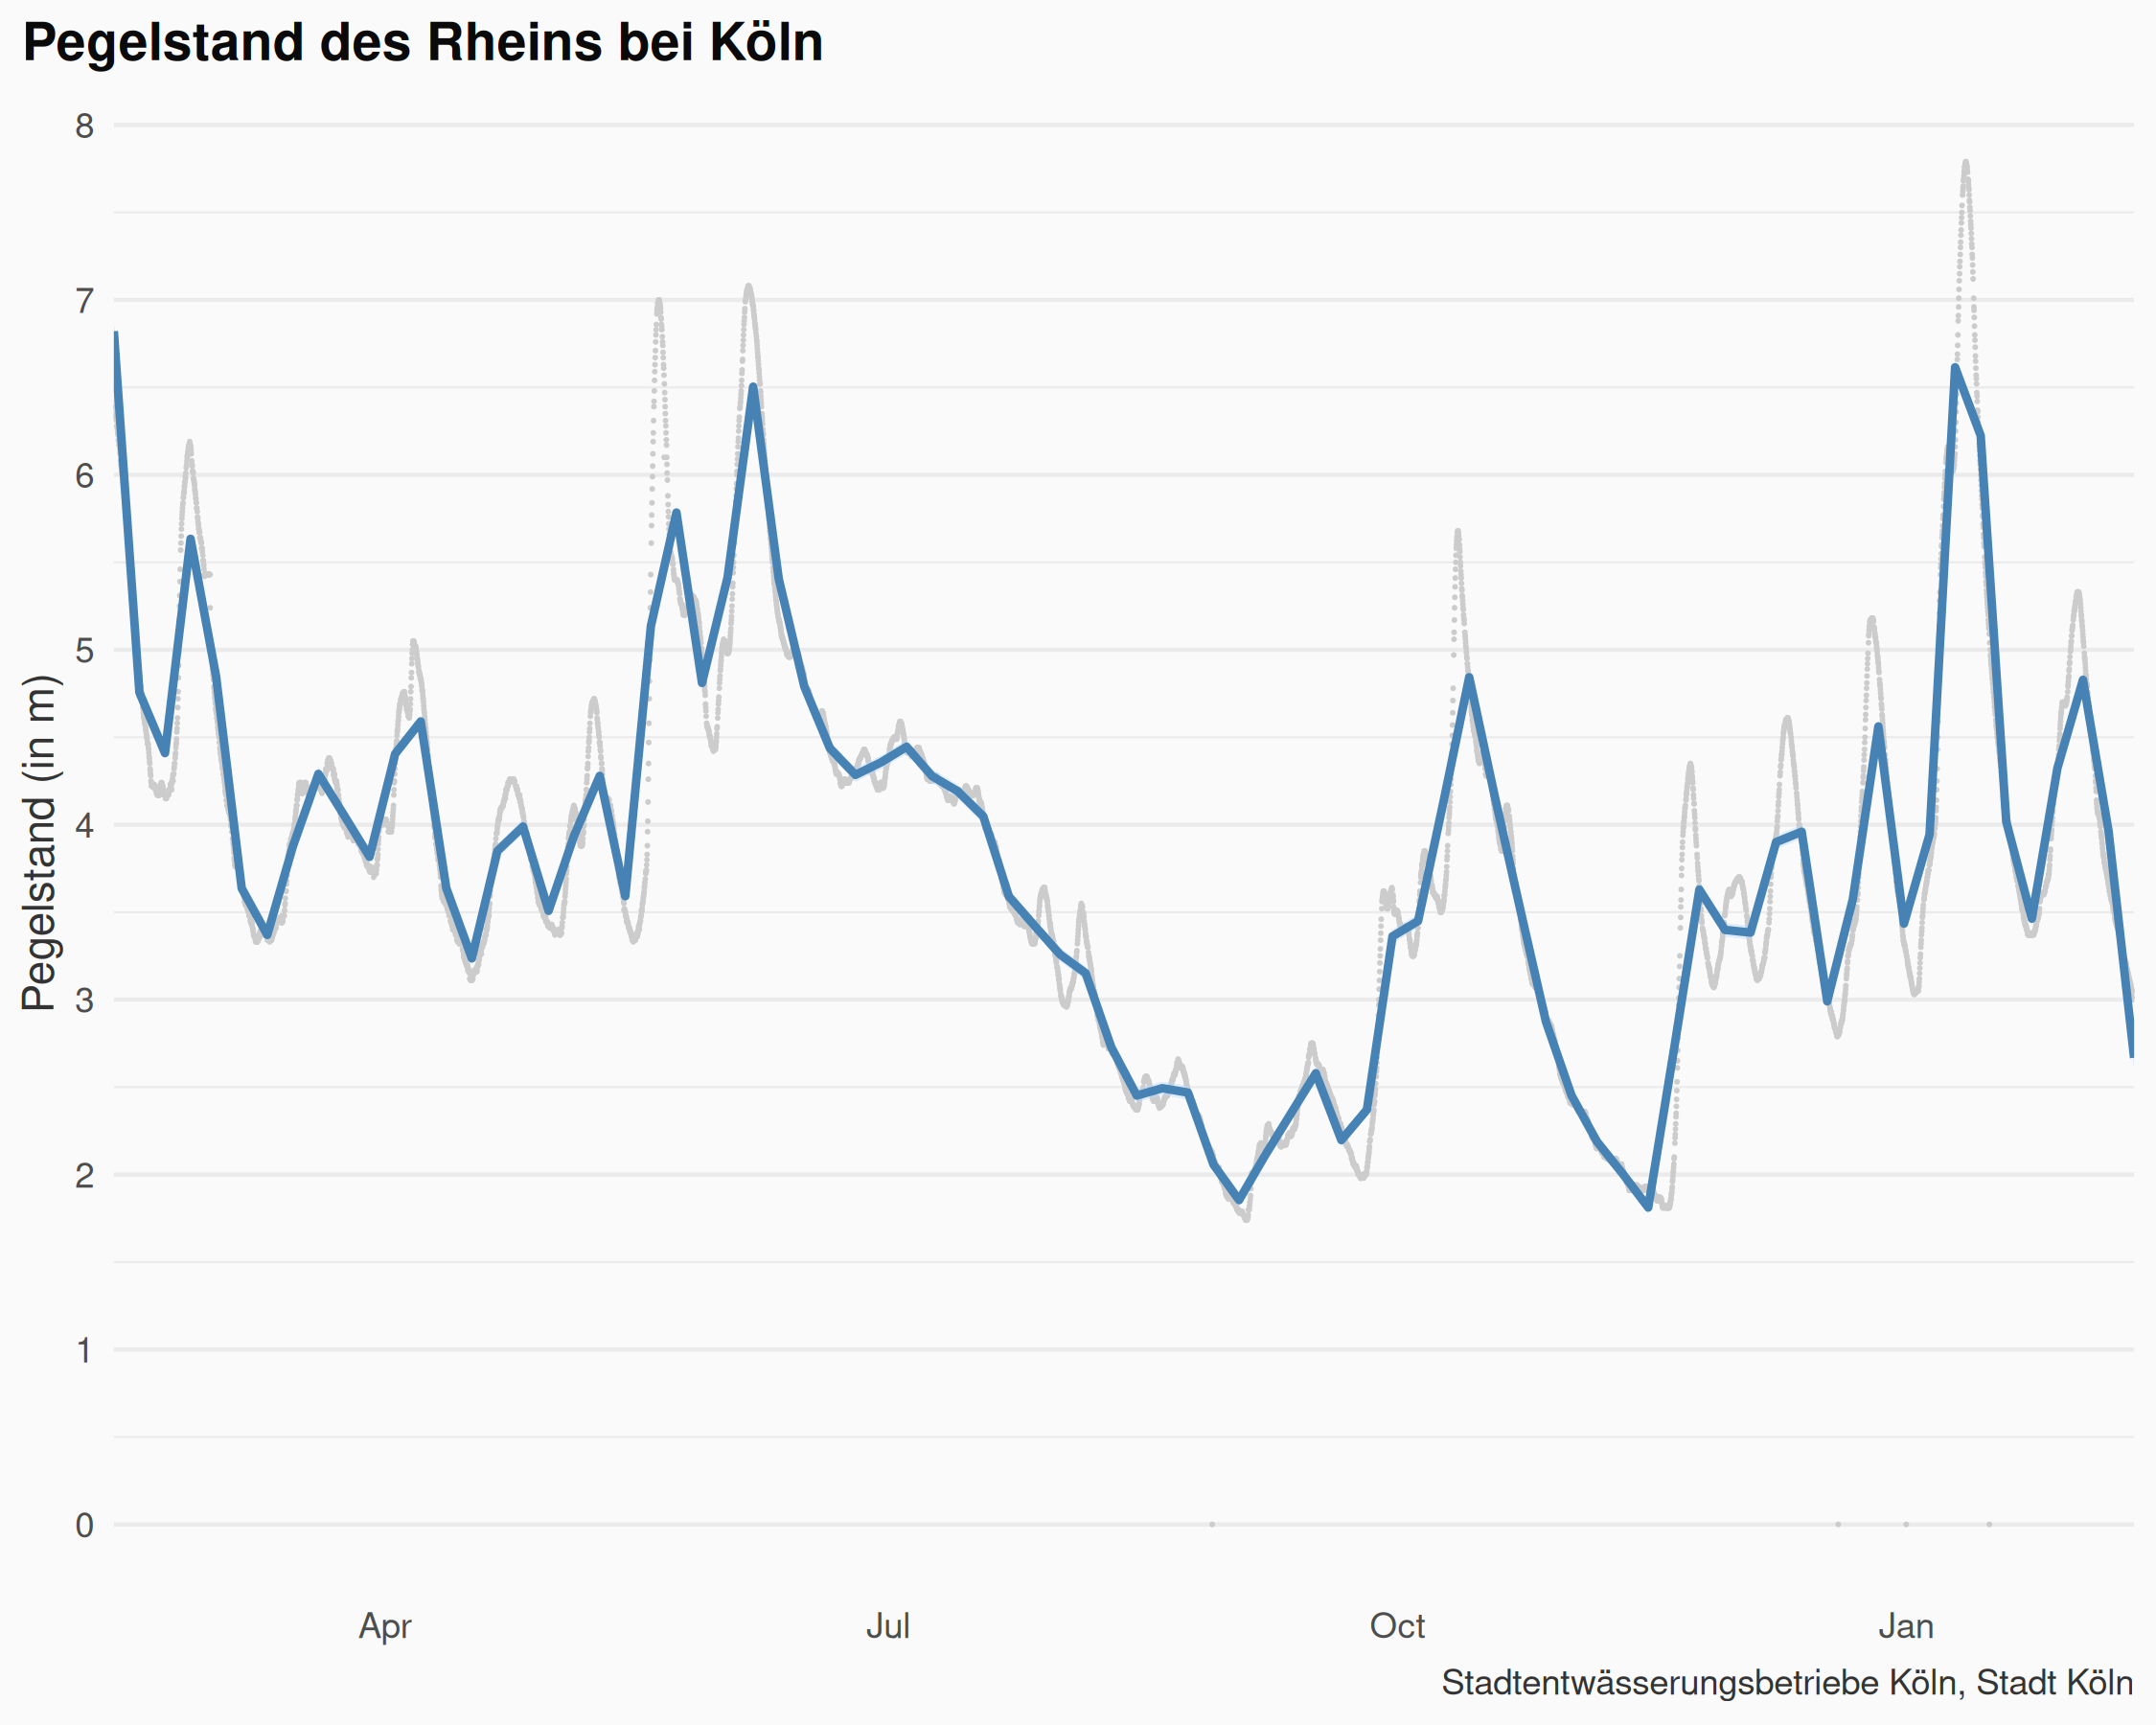 Pegelstand des Rheins bei Köln
Pegelstand (in m)
8
7
6
5
4
3
2
1
0
Apr Jul Oct Jan
Stadtentwässerungsbetriebe Köln, Stadt Köln